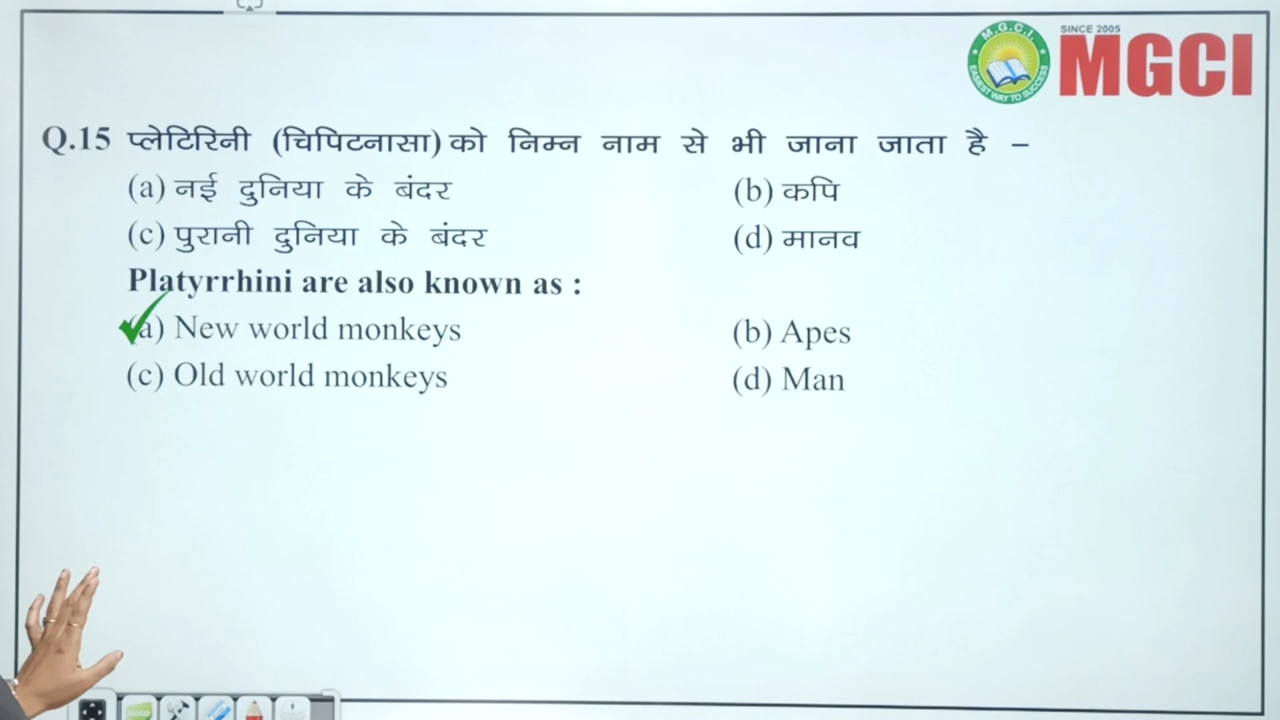 SINCE 2005
M.G.C.I.
EASIEST WAY TO SUCCESS
MGCI
Q.15 प्लेटिरिनी (चिपिटनासा) को निम्न नाम से भी जाना जाता है –
(a) नई दुनिया के बंदर (b) कपि
(c) पुरानी दुनिया के बंदर (d) मानव
Platyrrhini are also known as :
(a) New world monkeys (b) Apes
(c) Old world monkeys (d) Man
Note